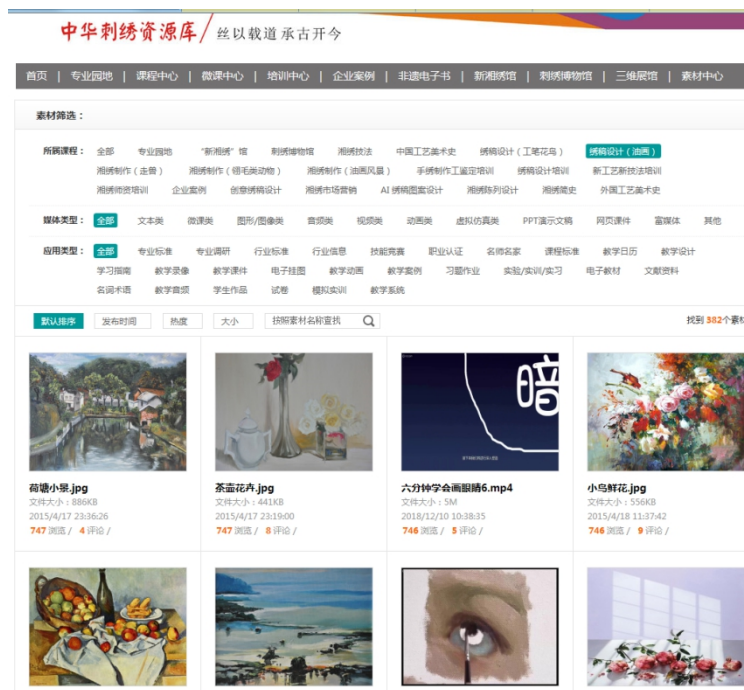 中华刺绣资源库/丝以载道 承古开今
首页 | 专业园地 | 课程中心 | 微课中心 | 培训中心 | 企业案例 | 非遗电子书 | 新湘绣馆 | 刺绣博物馆 | 三维展馆 | 素材中心
素材筛选：
所属课程： 全部 专业园地 "新湘绣"馆 刺绣博物馆 湘绣技法 中国工艺美术史 绣稿设计（工笔花鸟） 绣稿设计（油画）
湘绣制作（走兽） 湘绣制作（翎毛类动物） 湘绣制作（油画风景） 手绣制作工鉴定培训 绣稿设计培训 新工艺新技法培训
湘绣师资培训 企业案例 创意绣稿设计 湘绣市场营销 AI 绣稿图案设计 湘绣陈列设计 湘绣简史 外国工艺美术史
媒体类型： 全部 文本类 微课类 图形/图像类 音频类 视频类 动画类 虚拟仿真类 PPT演示文稿 网页课件 富媒体 其他
应用类型： 全部 专业标准 专业调研 行业标准 行业信息 技能竞赛 职业认证 名师名家 课程标准 教学日历 教学设计
学习指南 教学录像 教学课件 电子挂图 教学动画 教学案例 习题作业 实验/实训/实习 电子教材 文献资料
名词术语 教学音频 学生作品 试卷 模拟实训 教学系统
默认排序 发布时间 热度 大小 按照素材名称查找 找到 382个素材
暗
荷塘小景.jpg 茶壶花卉.jpg 六分钟学会画眼睛6.mp4 小鸟鲜花.jpg
文件大小：886KB 文件大小：441KB 文件大小：5M 文件大小：556KB
2015/4/17 23:36:26 2015/4/17 23:19:00 2018/12/10 10:38:35 2015/4/18 11:37:42
747 浏览 / 4 评论 / 747 浏览 / 8 评论 / 746 浏览 / 5 评论 / 746 浏览 / 9 评论 /